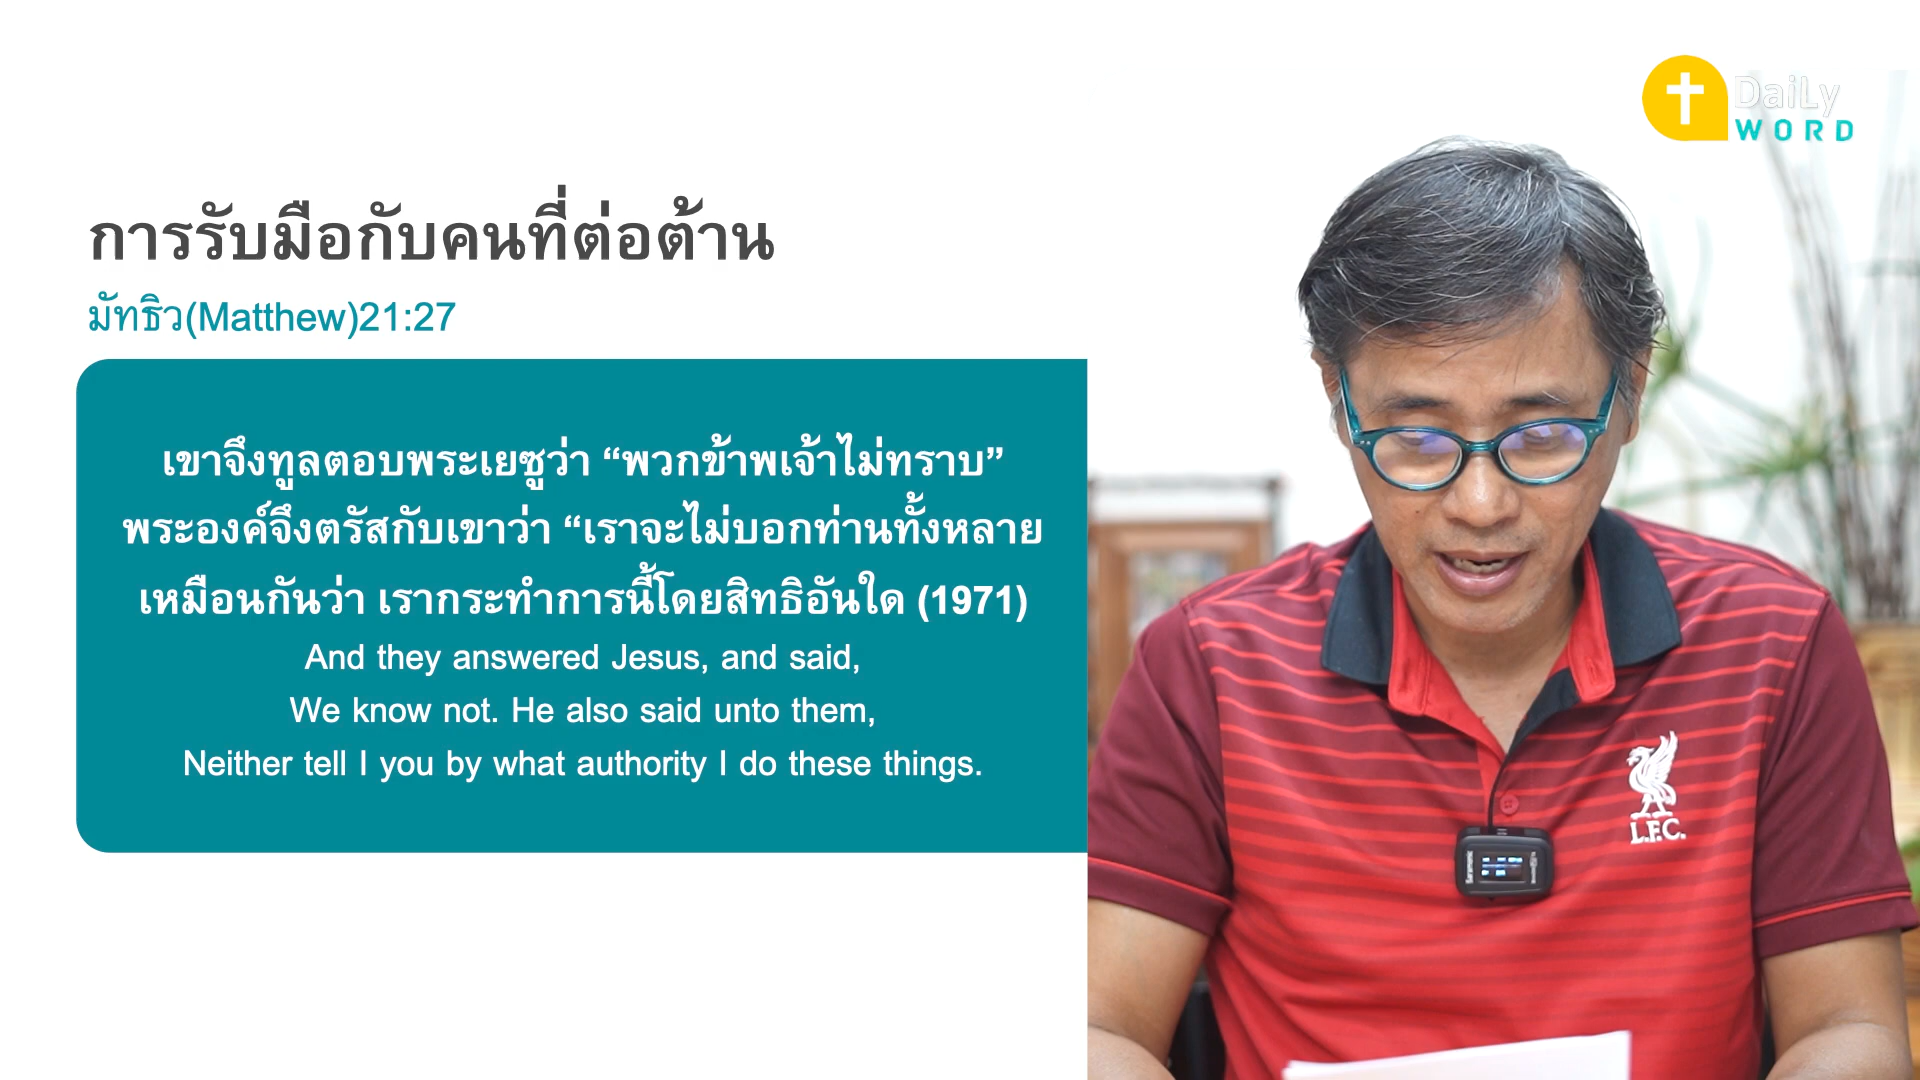 DaiLy
WORD
การรับมือกับคนที่ต่อต้าน
มัทธิว(Matthew)21:27
เขาจึงทูลตอบพระเยซูว่า “พวกข้าพเจ้าไม่ทราบ”
พระองค์จึงตรัสกับเขาว่า “เราจะไม่บอกท่านทั้งหลาย
เหมือนกันว่า เรากระทำการนี้โดยสิทธิอันใด (1971)
And they answered Jesus, and said,
We know not. He also said unto them,
Neither tell I you by what authority I do these things.
L.F.C.